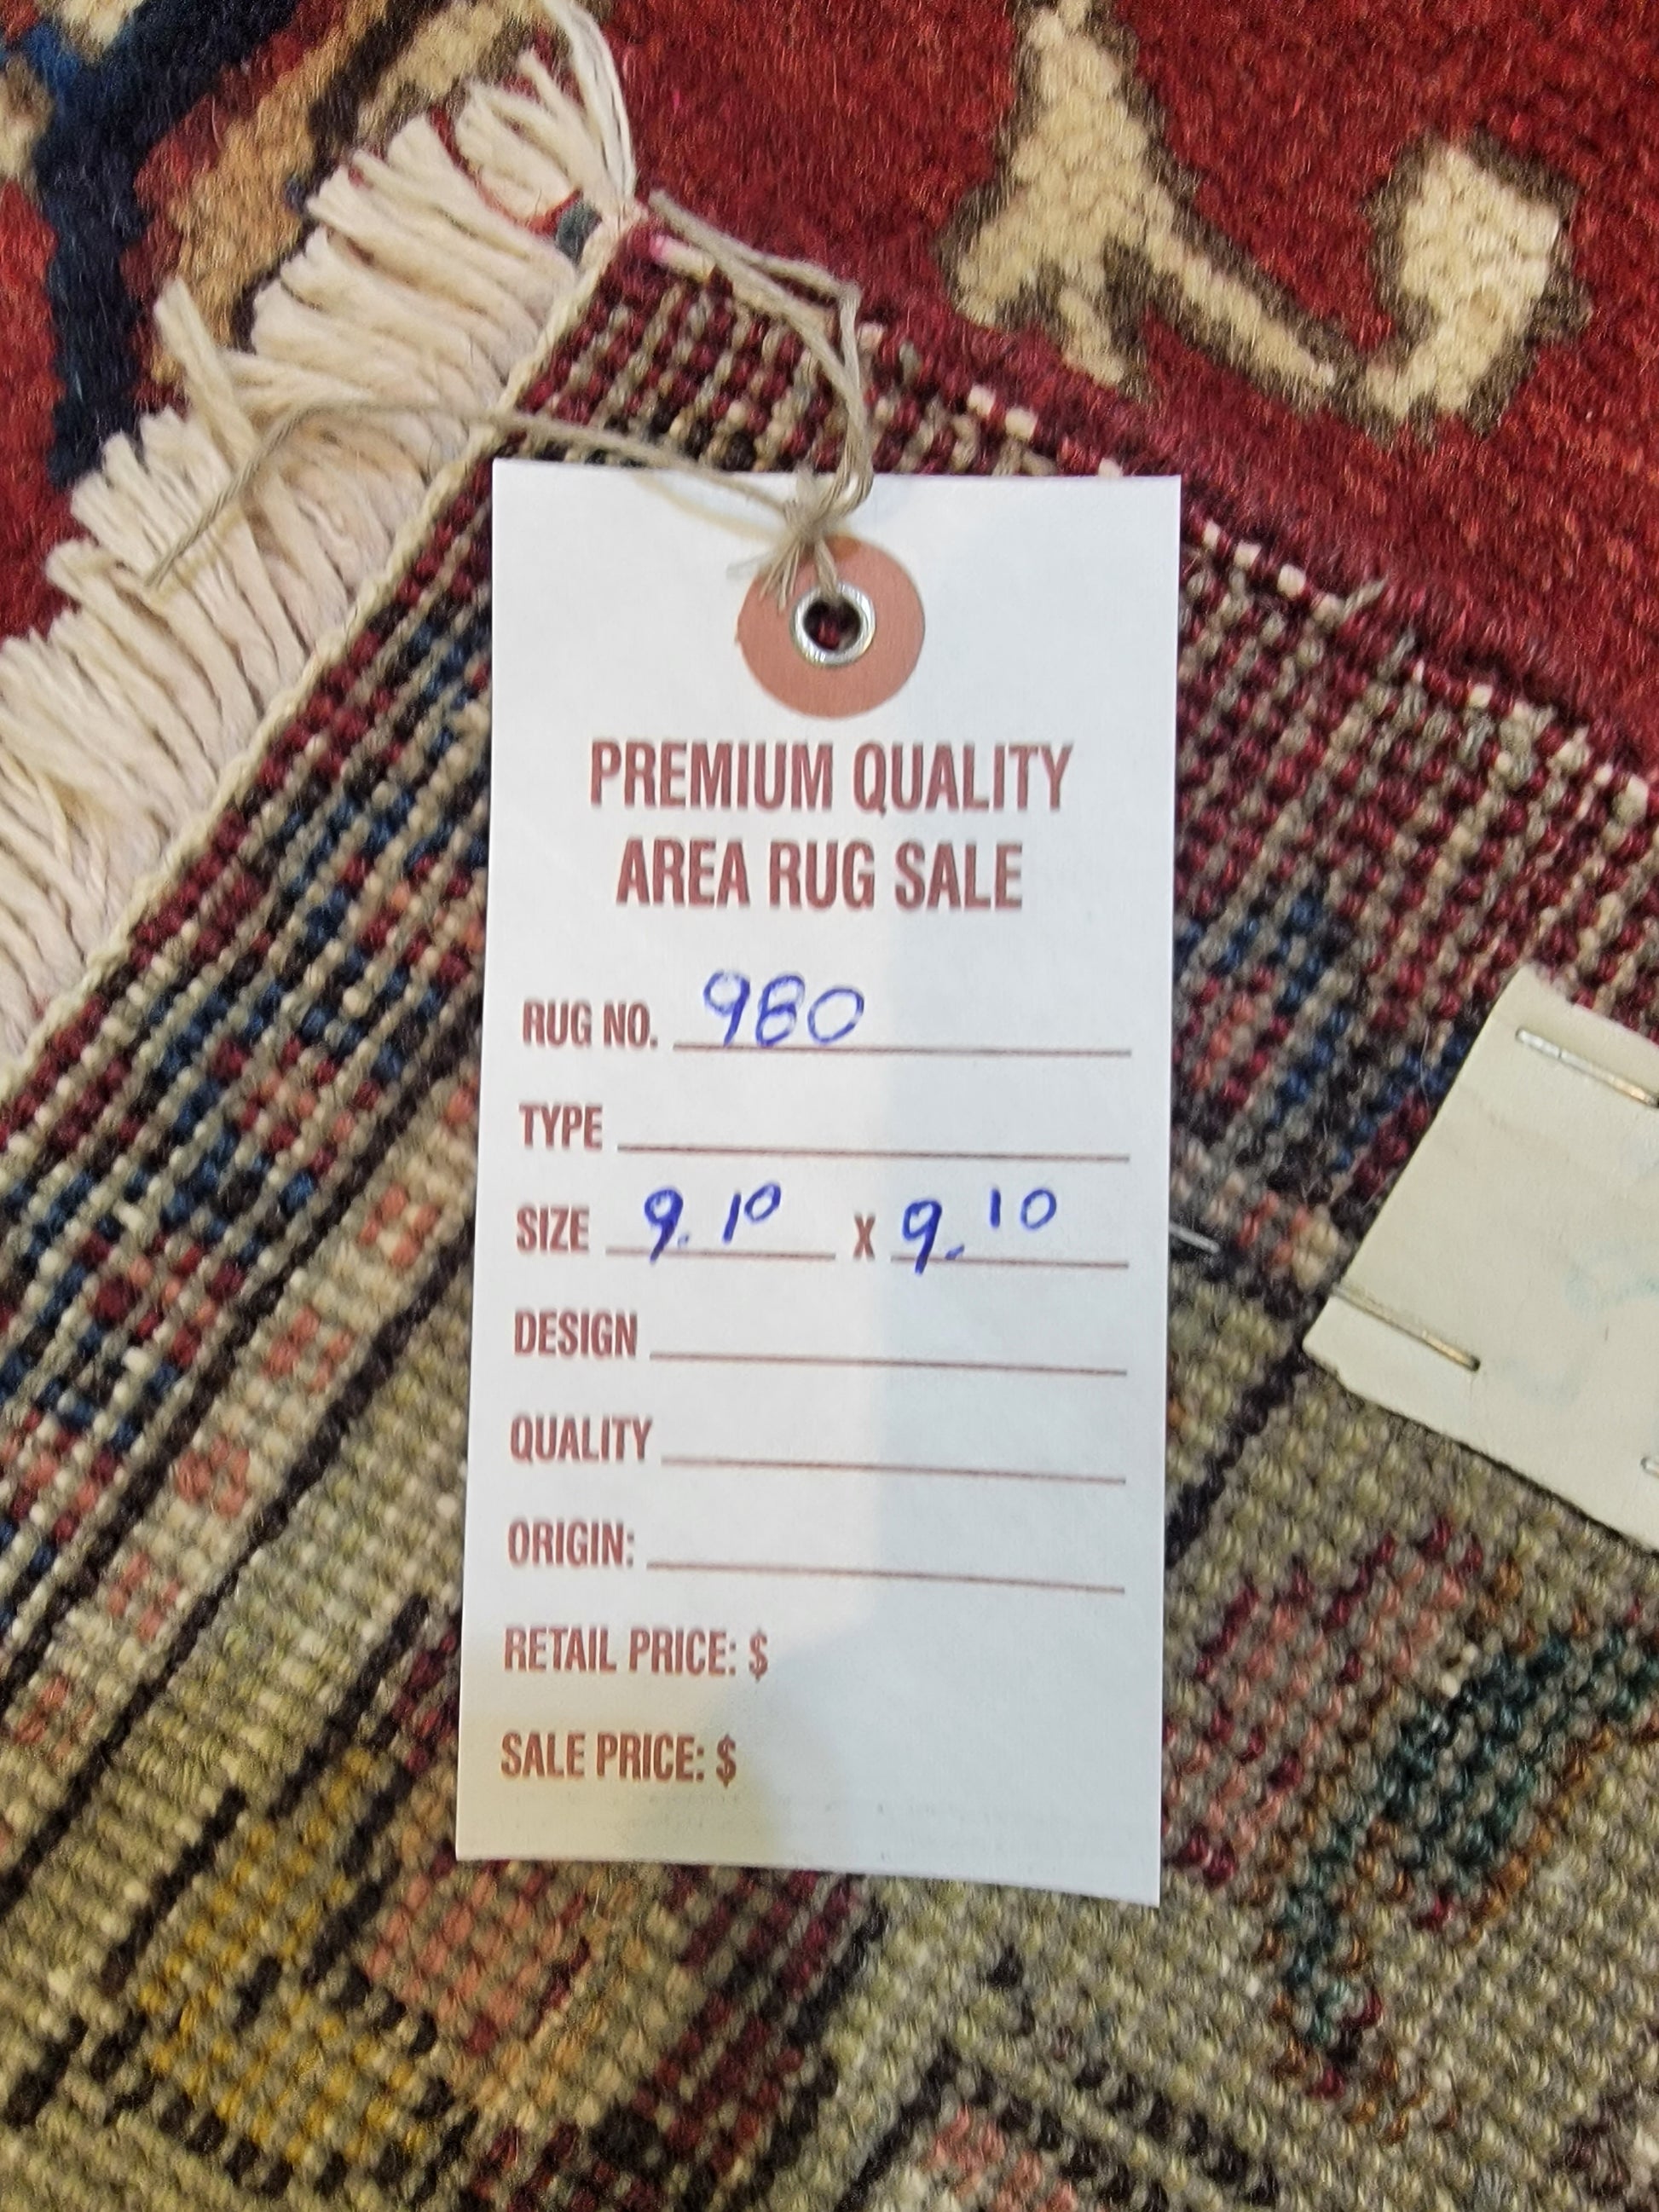 PREMIUM QUALITY
AREA RUG SALE
RUG NO. 980
TYPE
SIZE 9.10 X 9.10
DESIGN
QUALITY
ORIGIN:
RETAIL PRICE: $
SALE PRICE: $